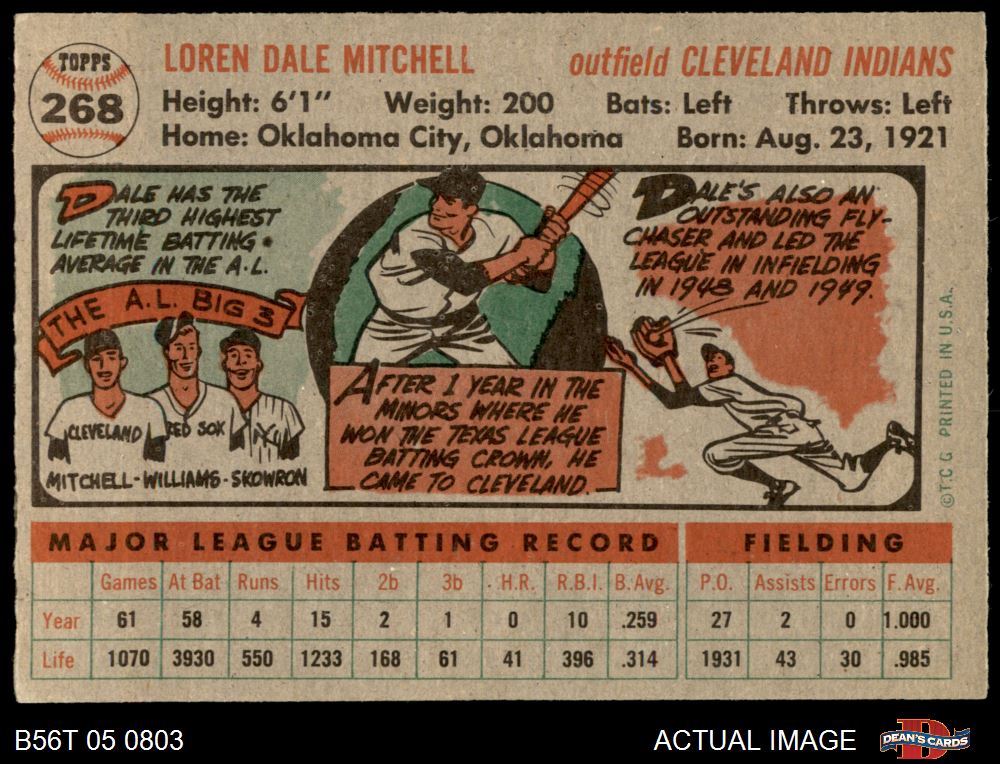 TOPPS
268
LOREN DALE MITCHELL outfield CLEVELAND INDIANS
Height: 6'1" Weight: 200 Bats: Left Throws: Left
Home: Oklahoma City, Oklahoma Born: Aug. 23, 1921
DALE HAS THE
THIRD HIGHEST
LIFETIME BATTING
AVERAGE IN THE A.L.
THE A.L. BIG 3
CLEVELAND
RED SOX
NY
MITCHELL-WILLIAMS-SKOWRON
AFTER 1 YEAR IN THE
MINORS WHERE HE
WON THE TEXAS LEAGUE
BATTING CROWN, HE
CAME TO CLEVELAND.
DALE'S ALSO AN
OUTSTANDING FLY-
CHASER AND LED THE
LEAGUE IN INFIELDING
IN 1948 AND 1949.
©T.C.G. PRINTED IN U.S.A.
MAJOR LEAGUE BATTING RECORD FIELDING
Games At Bat Runs Hits 2b 3b H.R. R.B.I. B. Avg. P.O. Assists Errors F. Avg.
Year 61 58 4 15 2 1 0 10 .259 27 2 0 1.000
Life 1070 3930 550 1233 168 61 41 396 .314 1931 43 30 .985
B56T 05 0803 ACTUAL IMAGE D DEAN'S CARDS